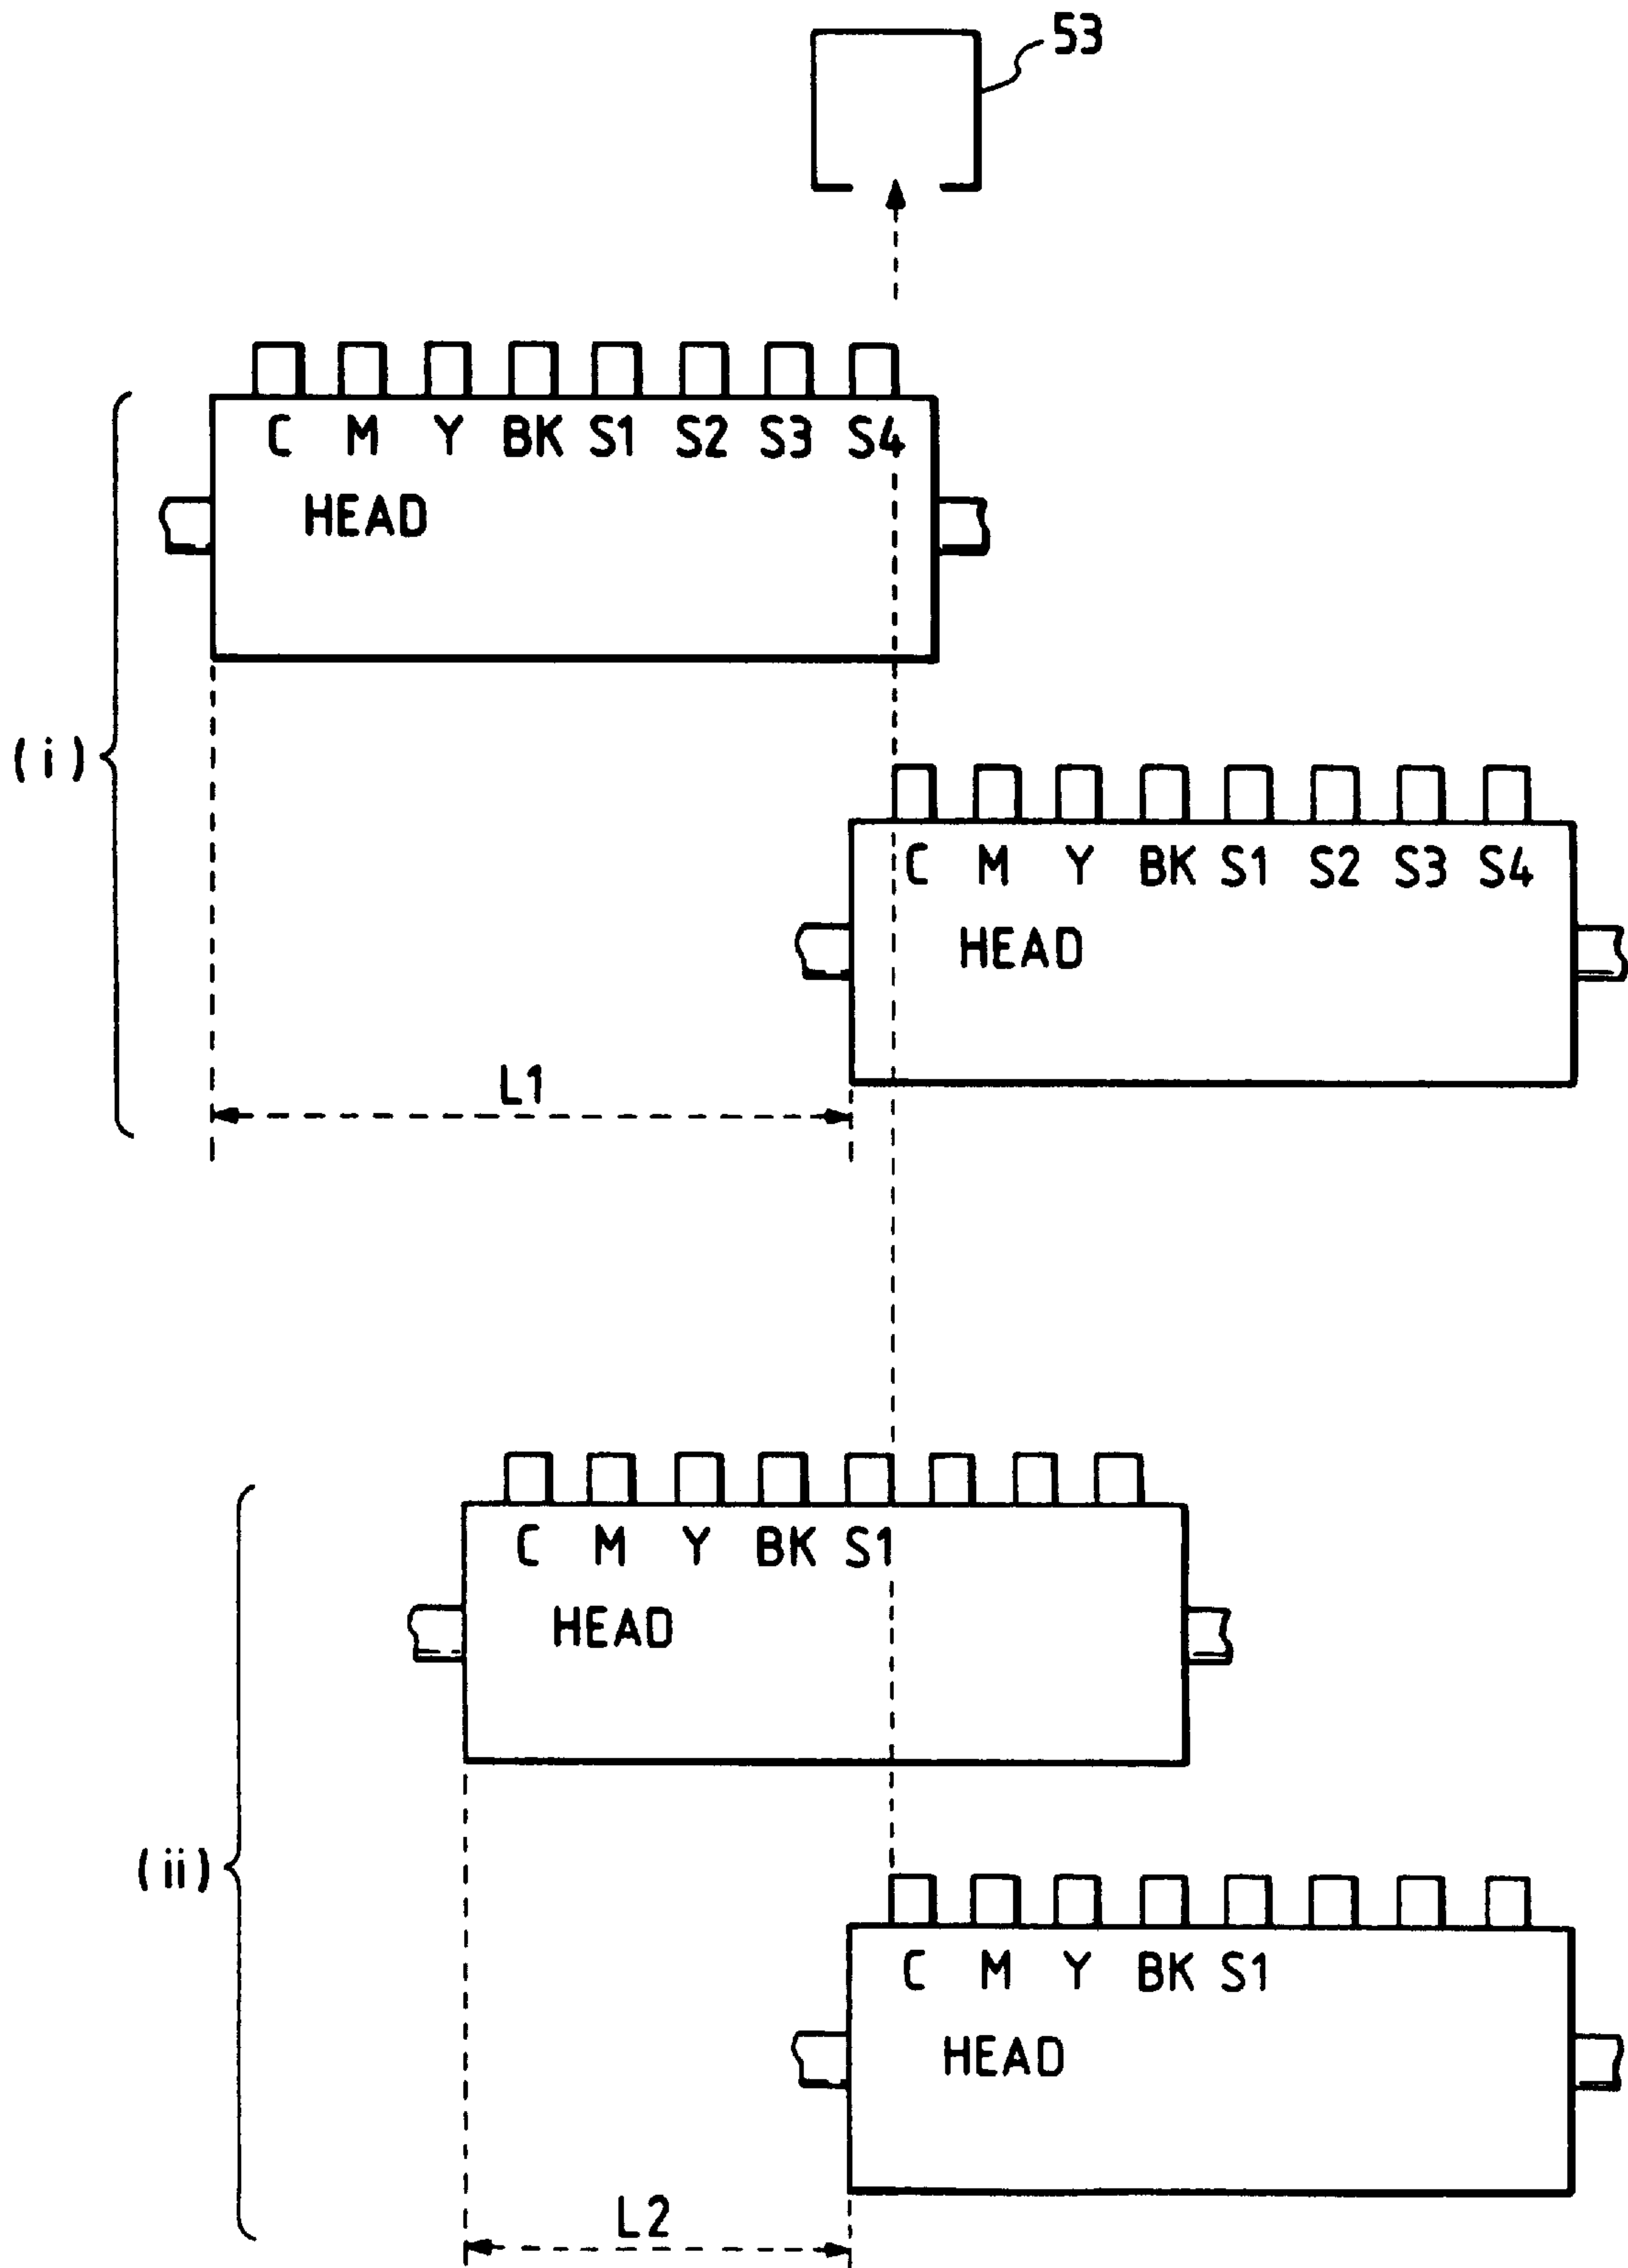 53
C M Y BK S1 S2 S3 S4
HEAD
(i)
C M Y BK S1 S2 S3 S4
HEAD
L1
C M Y BK S1
HEAD
(ii)
C M Y BK S1
HEAD
L2